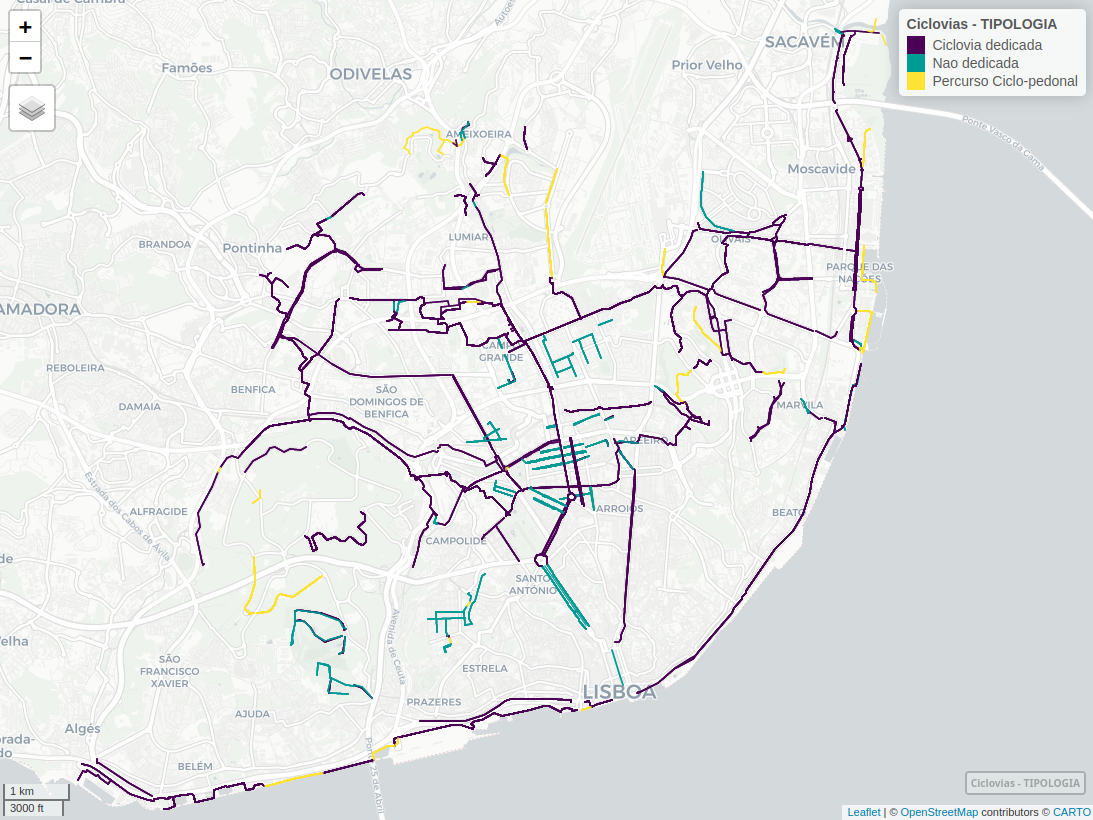 Casal de Cambra
+
−
Famões
ODIVELAS
SACAVÉM
Prior Velho
Ciclovias - TIPOLOGIA
Ciclovia dedicada
Nao dedicada
Percurso Ciclo-pedonal
AMEIXOEIRA
Ponte Vasco da Gama
Moscavide
BRANDOA
Pontinha
LUMIAR
OLIVAIS
PARQUE DAS
NAÇÕES
AMADORA
CAMPO
GRANDE
REBOLEIRA
BENFICA
SÃO
DOMINGOS DE
BENFICA
DAMAIA
MARVILA
AREEIRO
Estrada dos Cabos de Ávila
ALFRAGIDE
ARROIOS
BEATO
CAMPOLIDE
SANTO
ANTÓNIO
Avenida de Ceuta
SÃO
FRANCISCO
XAVIER
ESTRELA
LISBOA
PRAZERES
AJUDA
Algés
BELÉM
Ponte 25 de Abril
1 km
3000 ft
Ciclovias - TIPOLOGIA
Leaflet | © OpenStreetMap contributors © CARTO